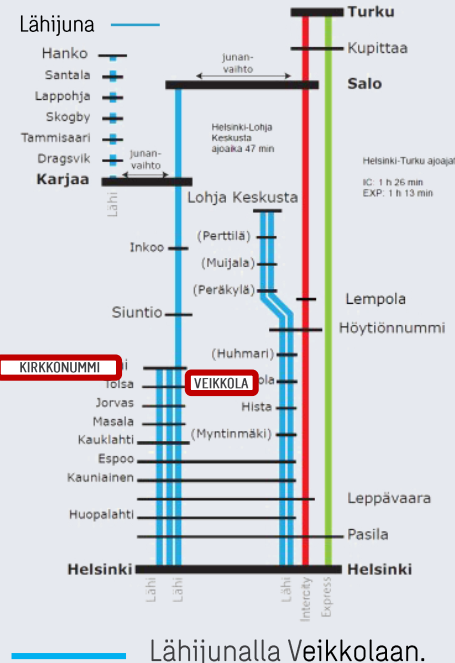 Turku
Lähijuna
Kupittaa
Hanko
junan-
vaihto
Santala
Salo
Lappohja
Skogby
Helsinki-Lohja
Keskusta
ajoaika 47 min
Tammisaari
junan-
vaihto
Dragsvik
Helsinki-Turku ajoajat
Karjaa
IC: 1 h 26 min
EXP: 1 h 13 min
Lähi
Lohja Keskusta
(Perttilä)
Inkoo
(Muijala)
(Peräkylä)
Lempola
Siuntio
Höytiönnummi
(Huhmari)
KIRKKONUMMI
VEIKKOLA
Tolsa
Jorvas
Hista
Masala
(Myntinmäki)
Kauklahti
Espoo
Kauniainen
Leppävaara
Huopalahti
Pasila
Helsinki
Helsinki
Lähi
Lähi
Lähi
Intercity
Express
Lähijunalla Veikkolaan.